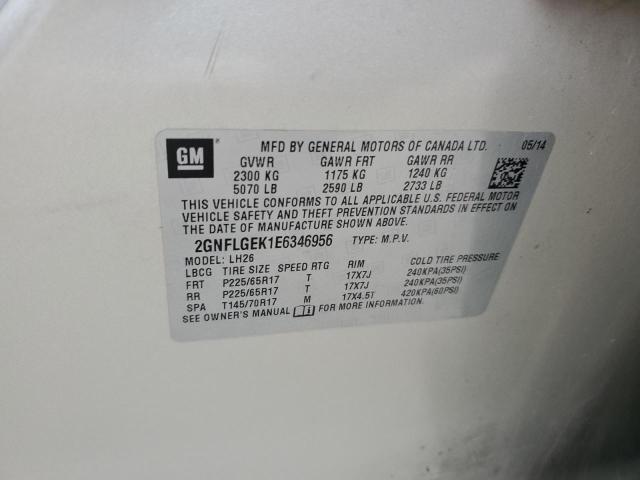 GM
MFD BY GENERAL MOTORS OF CANADA LTD. 05/14
GVWR GAWR FRT GAWR RR
2300 KG 1175 KG 1240 KG
5070 LB 2590 LB 2733 LB
THIS VEHICLE CONFORMS TO ALL APPLICABLE U.S. FEDERAL MOTOR
VEHICLE SAFETY AND THEFT PREVENTION STANDARDS IN EFFECT ON
THE DATE OF MANUFACTURE SHOWN ABOVE.
2GNFLGEK1E6346956 TYPE: M.P.V.
MODEL: LH26
LBCG TIRE SIZE SPEED RTG RIM COLD TIRE PRESSURE
FRT P225/65R17 T 17X7J 240KPA(35PSI)
RR P225/65R17 T 17X7J 240KPA(35PSI)
SPA T145/70R17 M 17X4.5T 420KPA(60PSI)
SEE OWNER'S MANUAL FOR MORE INFORMATION.